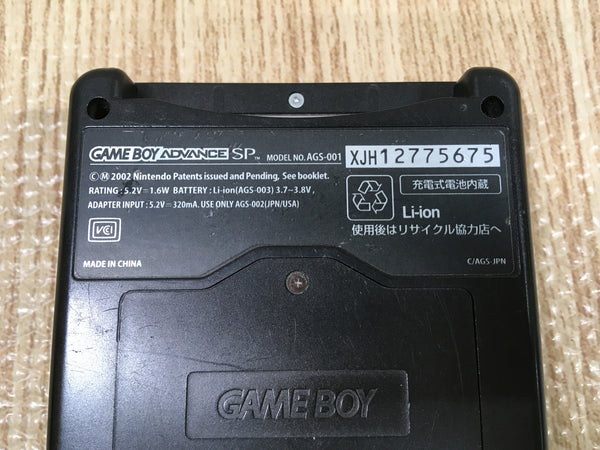 GAME BOY ADVANCE SP™ MODEL NO. AGS-001 XJH12775675
©Ⓜ 2002 Nintendo Patents issued and Pending, See booklet.
RATING : 5.2V⎓1.6W BATTERY : Li-ion(AGS-003) 3.7~3.8V,
ADAPTER INPUT : 5.2V⎓320mA. USE ONLY AGS-002(JPN/USA)
充電式電池内蔵
Li-ion
使用後はリサイクル協力店へ
VCI
MADE IN CHINA
C/AGS-JPN
GAME BOY